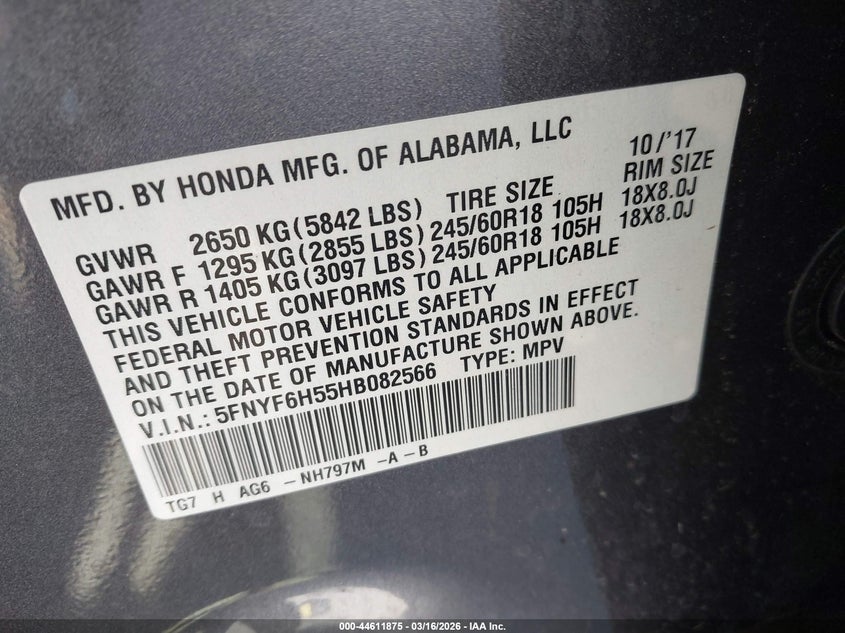 MFD. BY HONDA MFG. OF ALABAMA, LLC 10/'17
GVWR 2650 KG(5842 LBS) TIRE SIZE RIM SIZE
GAWR F 1295 KG(2855 LBS) 245/60R18 105H 18X8.0J
GAWR R 1405 KG(3097 LBS) 245/60R18 105H 18X8.0J
THIS VEHICLE CONFORMS TO ALL APPLICABLE
FEDERAL MOTOR VEHICLE SAFETY
AND THEFT PREVENTION STANDARDS IN EFFECT
ON THE DATE OF MANUFACTURE SHOWN ABOVE.
V.I.N.: 5FNYF6H55HB082566 TYPE: MPV
TG7 H AG6 -NH797M -A-B
000-44611875 - 03/16/2026 - IAA Inc.